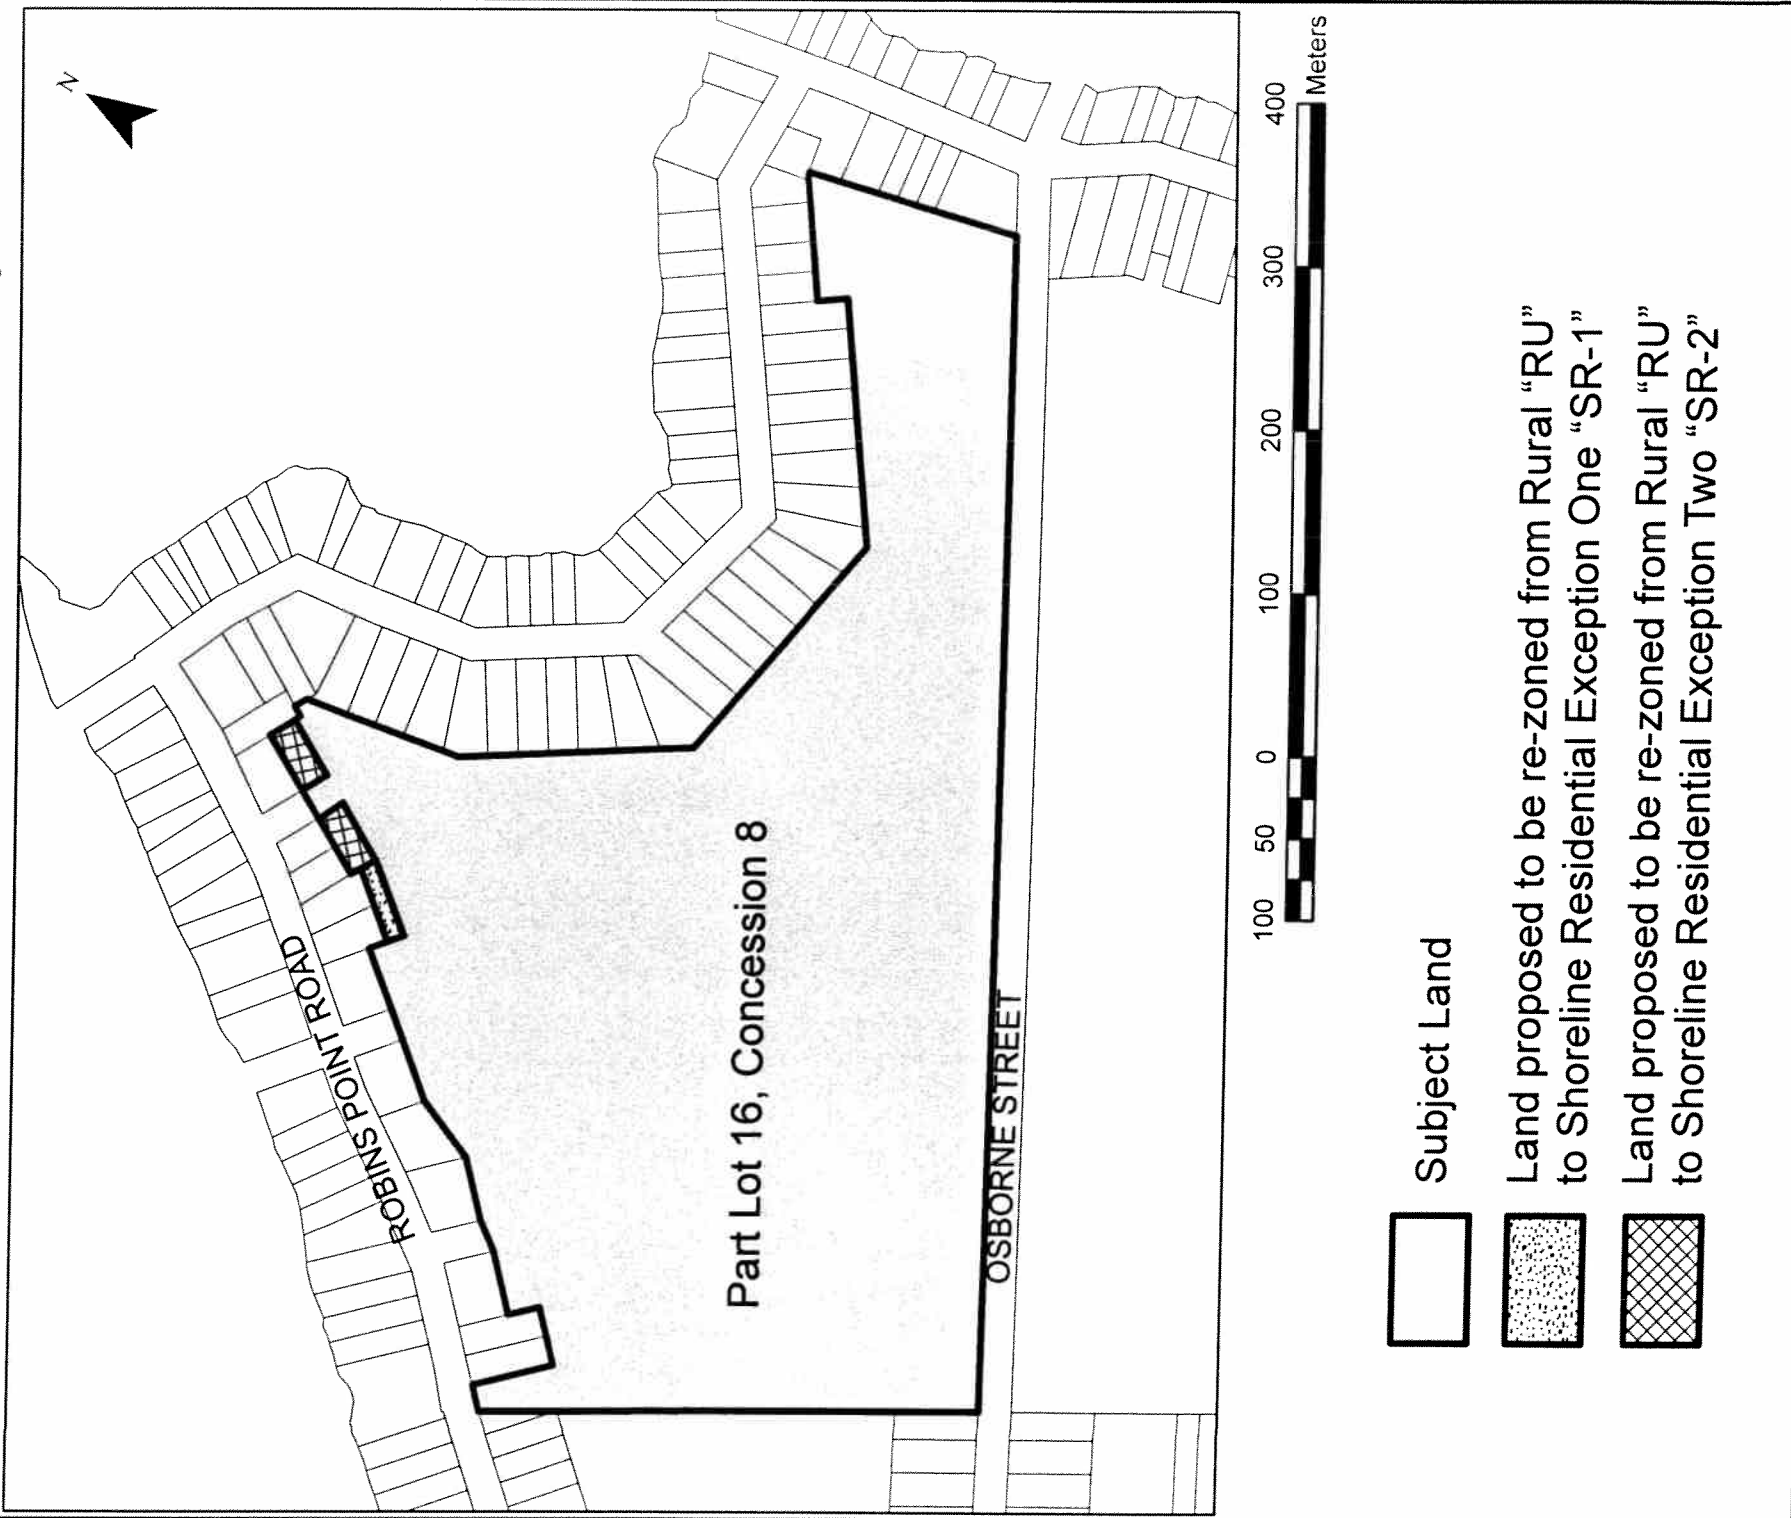 N
ROBINS POINT ROAD
Part Lot 16, Concession 8
OSBORNE STREET
100 50 0 100 200 300 400
Meters
Subject Land
Land proposed to be re-zoned from Rural “RU”
to Shoreline Residential Exception One “SR-1”
Land proposed to be re-zoned from Rural “RU”
to Shoreline Residential Exception Two “SR-2”